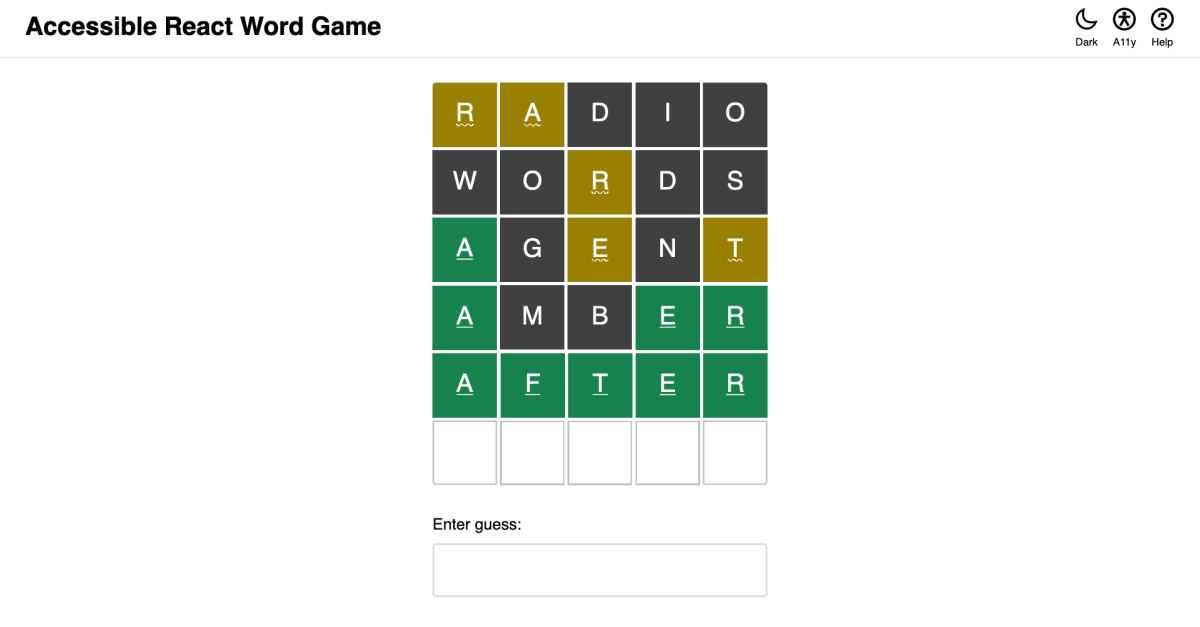 Accessible React Word Game
Dark A11y Help
R A D I O
W O R D S
A G E N T
A M B E R
A F T E R
Enter guess: